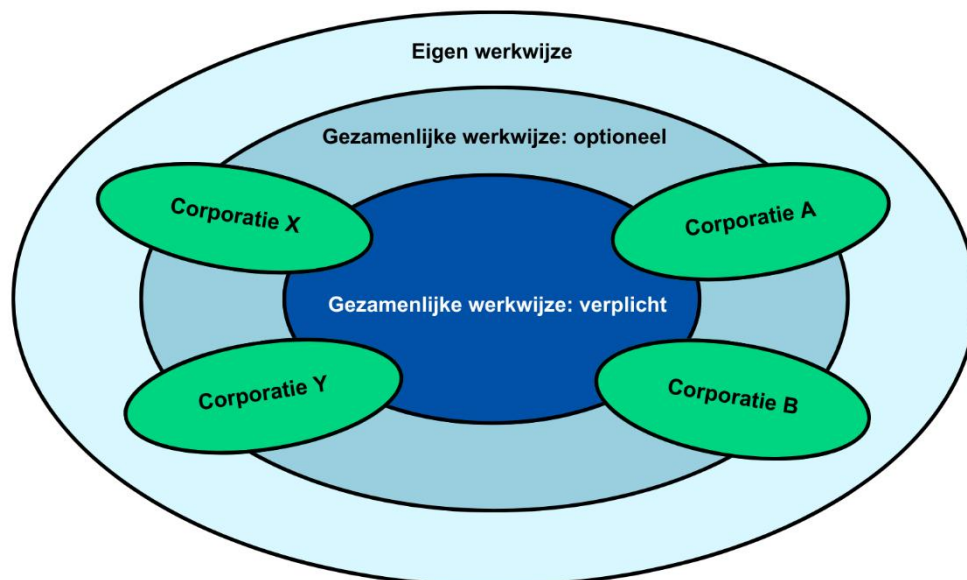 Eigen werkwijze
Gezamenlijke werkwijze: optioneel
Corporatie X
Corporatie A
Gezamenlijke werkwijze: verplicht
Corporatie Y
Corporatie B